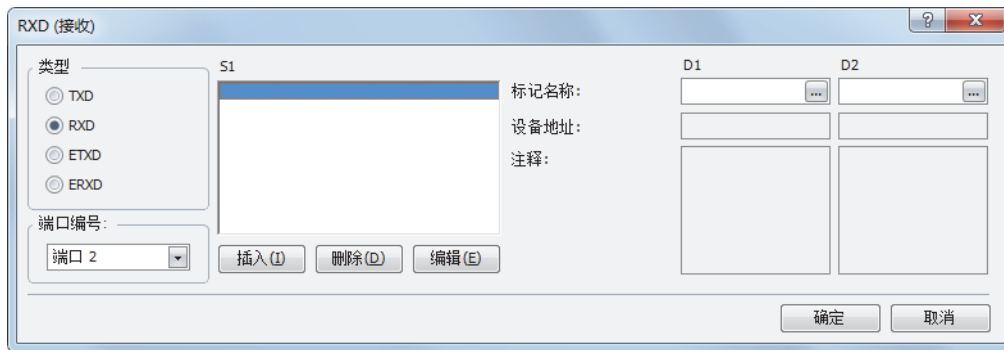 RXD (接收)
类型
TXD
RXD
ETXD
ERXD
端口编号:
端口 2
S1
插入(I)
删除(D)
编辑(E)
标记名称:
设备地址:
注释:
D1
...
D2
...
确定
取消